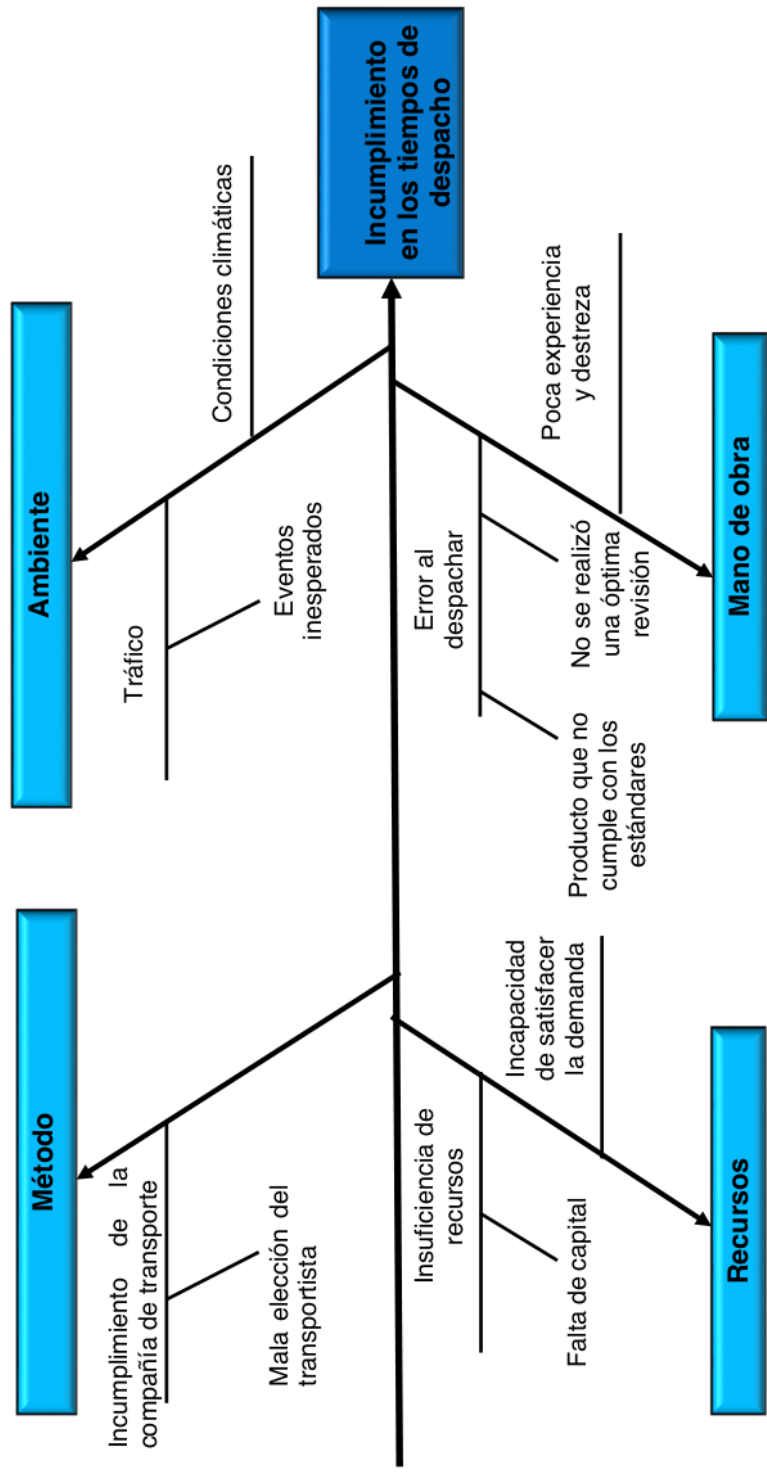 Método
Ambiente
Incumplimiento de la
compañía de transporte
Mala elección del
transportista
Tráfico
Eventos
inesperados
Condiciones climáticas
Incumplimiento
en los tiempos de
despacho
Insuficiencia de
recursos
Falta de capital
Incapacidad
de satisfacer
la demanda
Error al
despachar
Producto que no
cumple con los
estándares
No se realizó
una óptima
revisión
Poca experiencia
y destreza
Recursos
Mano de obra